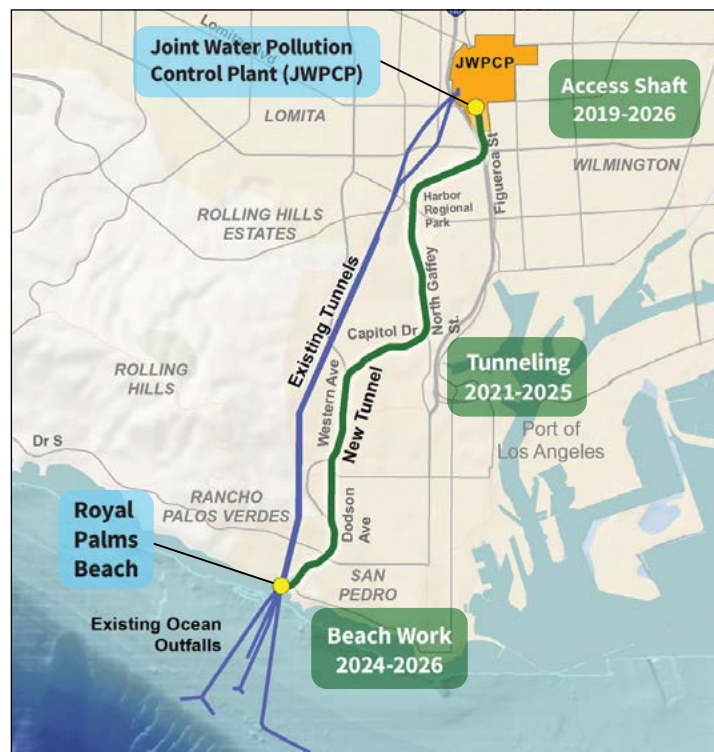 Lomita Blvd
Joint Water Pollution
Control Plant (JWPCP)
JWPCP
Access Shaft
2019-2026
LOMITA
WILMINGTON
Figueroa St
Harbor
Regional
Park
ROLLING HILLS
ESTATES
Existing Tunnels
North Gaffey
St.
Capitol Dr
ROLLING
HILLS
Tunneling
2021-2025
Western Ave
New Tunnel
Port of
Los Angeles
Dr S
RANCHO
PALOS VERDES
Dodson
Ave
Royal
Palms
Beach
SAN
PEDRO
Existing Ocean
Outfalls
Beach Work
2024-2026